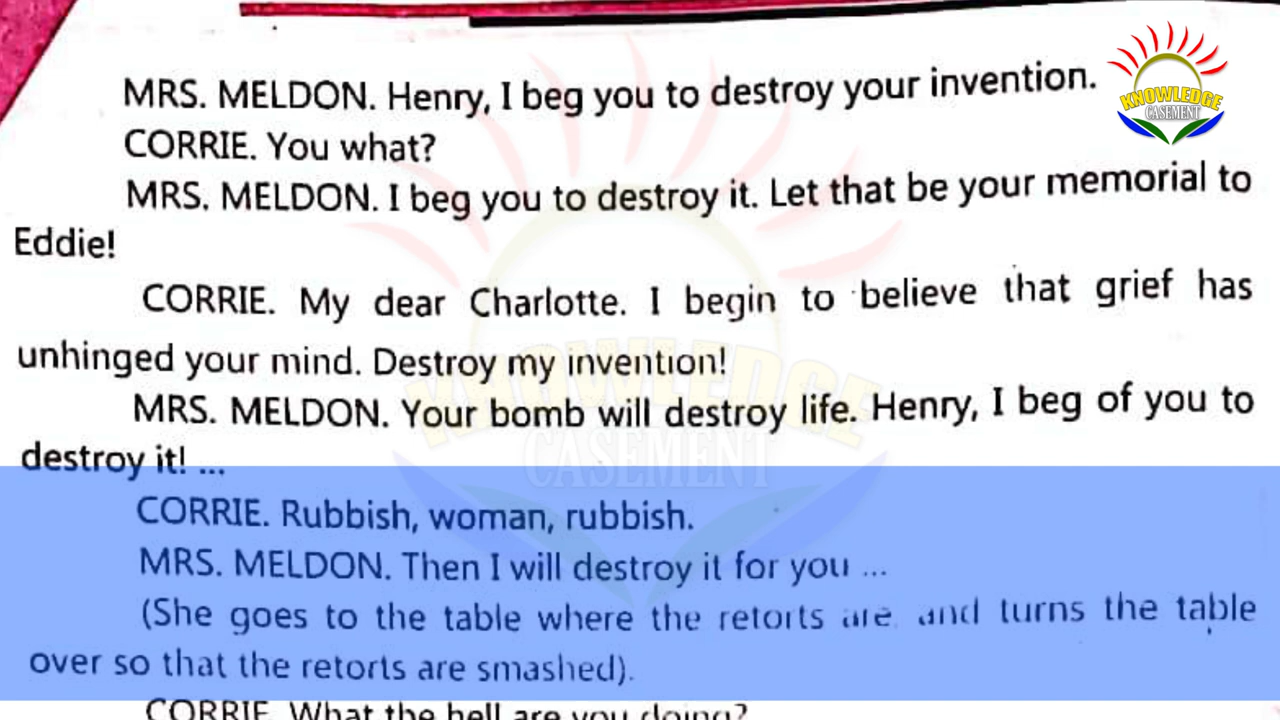 MRS. MELDON. Henry, I beg you to destroy your invention.
KNOWLEDGE
CASEMENT
CORRIE. You what?
MRS. MELDON. I beg you to destroy it. Let that be your memorial to
Eddie!
CORRIE. My dear Charlotte. I begin to believe that grief has
unhinged your mind. Destroy my invention!
MRS. MELDON. Your bomb will destroy life. Henry, I beg of you to
destroy it! ...
KNOWLEDGE
CASEMENT
CORRIE. Rubbish, woman, rubbish.
MRS. MELDON. Then I will destroy it for you ...
(She goes to the table where the retorts are and turns the table
over so that the retorts are smashed).
CORRIE. What the hell are you doing?